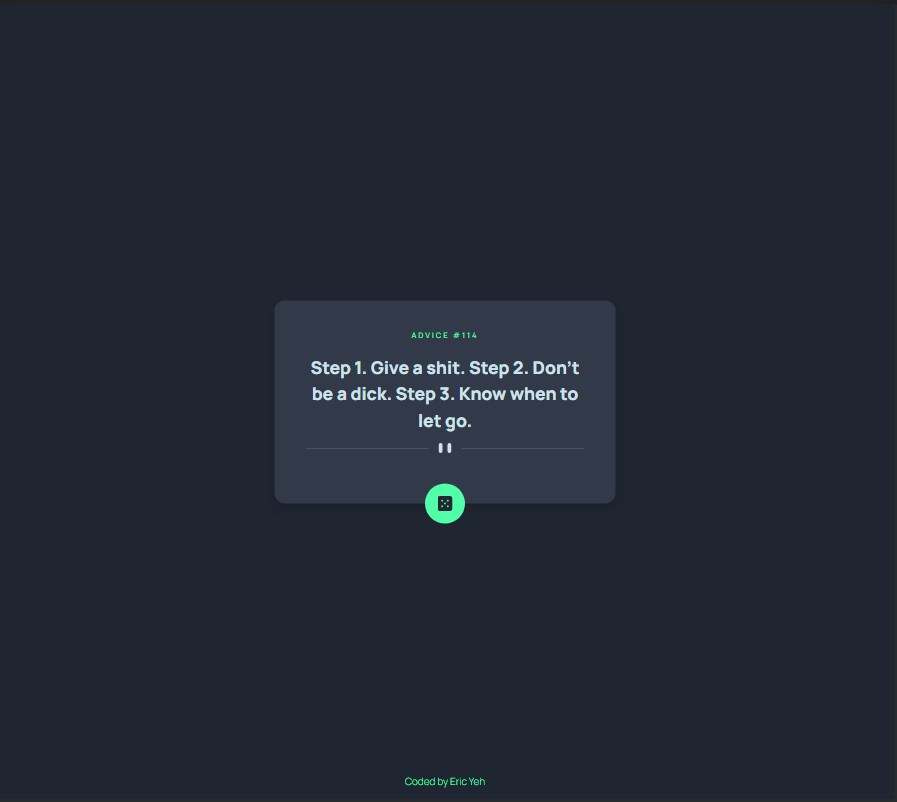 ADVICE #114
Step 1. Give a shit. Step 2. Don't
be a dick. Step 3. Know when to
let go.
Coded by Eric Yeh